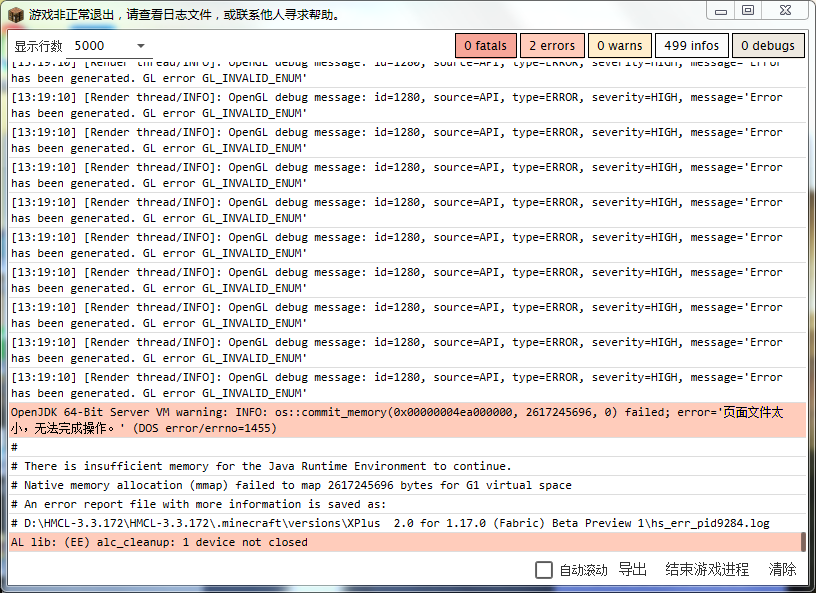 游戏非正常退出，请查看日志文件，或联系他人寻求帮助。
显示行数 5000 0 fatals 2 errors 0 warns 499 infos 0 debugs
[13:19:10] [Render thread/INFO]: OpenGL debug message: id=1280, source=API, type=ERROR, severity=HIGH, message='Error
has been generated. GL error GL_INVALID_ENUM'
[13:19:10] [Render thread/INFO]: OpenGL debug message: id=1280, source=API, type=ERROR, severity=HIGH, message='Error
has been generated. GL error GL_INVALID_ENUM'
[13:19:10] [Render thread/INFO]: OpenGL debug message: id=1280, source=API, type=ERROR, severity=HIGH, message='Error
has been generated. GL error GL_INVALID_ENUM'
[13:19:10] [Render thread/INFO]: OpenGL debug message: id=1280, source=API, type=ERROR, severity=HIGH, message='Error
has been generated. GL error GL_INVALID_ENUM'
[13:19:10] [Render thread/INFO]: OpenGL debug message: id=1280, source=API, type=ERROR, severity=HIGH, message='Error
has been generated. GL error GL_INVALID_ENUM'
[13:19:10] [Render thread/INFO]: OpenGL debug message: id=1280, source=API, type=ERROR, severity=HIGH, message='Error
has been generated. GL error GL_INVALID_ENUM'
[13:19:10] [Render thread/INFO]: OpenGL debug message: id=1280, source=API, type=ERROR, severity=HIGH, message='Error
has been generated. GL error GL_INVALID_ENUM'
[13:19:10] [Render thread/INFO]: OpenGL debug message: id=1280, source=API, type=ERROR, severity=HIGH, message='Error
has been generated. GL error GL_INVALID_ENUM'
[13:19:10] [Render thread/INFO]: OpenGL debug message: id=1280, source=API, type=ERROR, severity=HIGH, message='Error
has been generated. GL error GL_INVALID_ENUM'
[13:19:10] [Render thread/INFO]: OpenGL debug message: id=1280, source=API, type=ERROR, severity=HIGH, message='Error
has been generated. GL error GL_INVALID_ENUM'
OpenJDK 64-Bit Server VM warning: INFO: os::commit_memory(0x00000004ea000000, 2617245696, 0) failed; error='页面文件太
小，无法完成操作。' (DOS error/errno=1455)
#
# There is insufficient memory for the Java Runtime Environment to continue.
# Native memory allocation (mmap) failed to map 2617245696 bytes for G1 virtual space
# An error report file with more information is saved as:
# D:\HMCL-3.3.172\HMCL-3.3.172\.minecraft\versions\XPlus  2.0 for 1.17.0 (Fabric) Beta Preview 1\hs_err_pid9284.log
AL lib: (EE) alc_cleanup: 1 device not closed
自动滚动 导出 结束游戏进程 清除